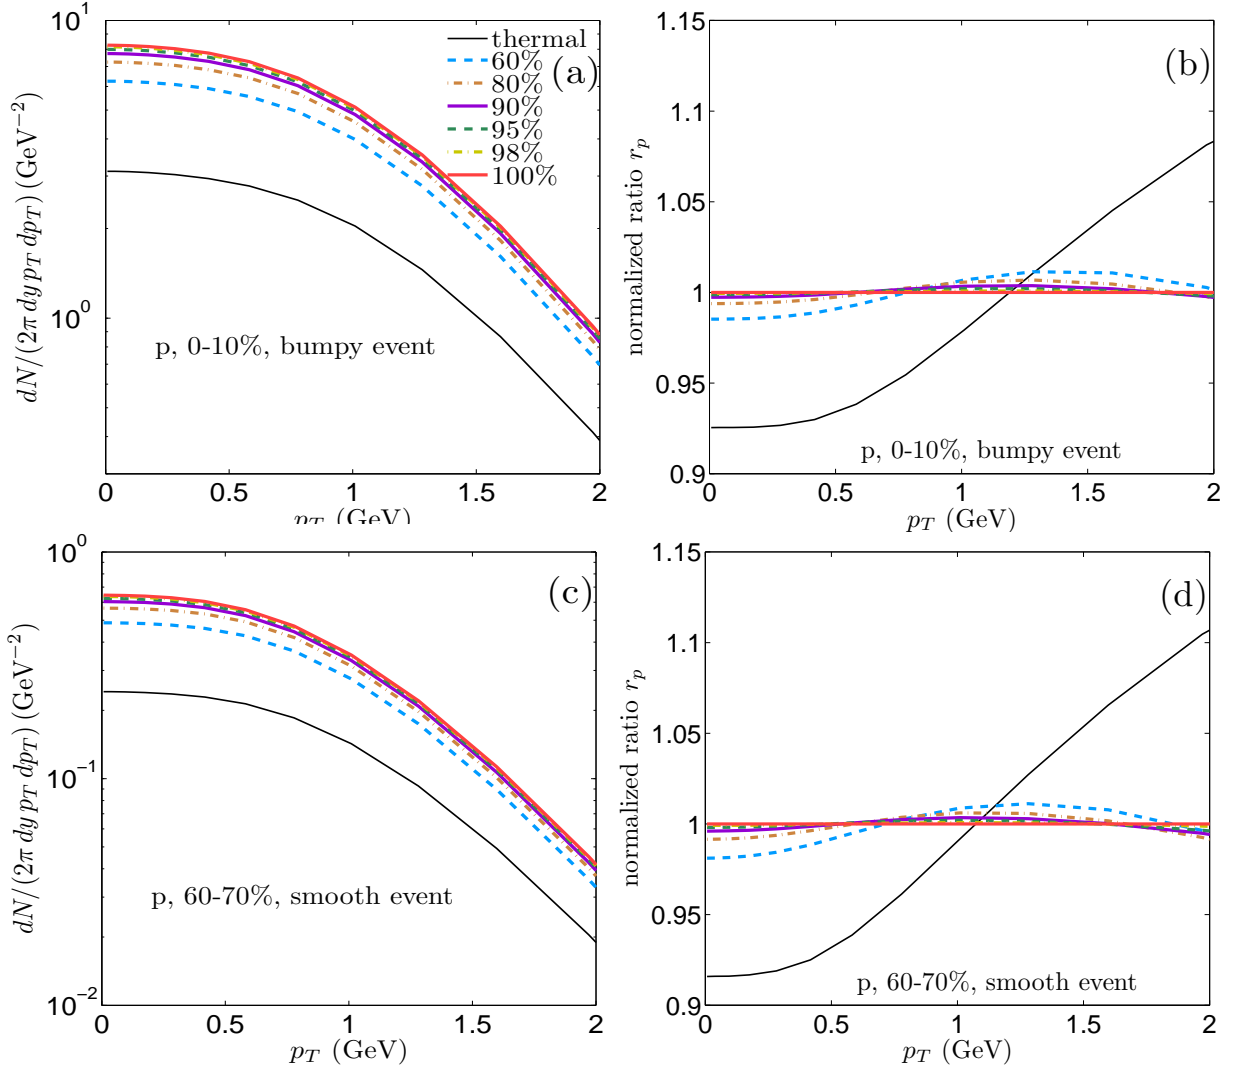 10^1
10^0
dN/(2π dy p_T dp_T) (GeV^{-2})
thermal
60%
80%
90%
95%
98%
100%
(a)
p, 0-10%, bumpy event
0 0.5 1 1.5 2
p_T (GeV)
1.15
1.1
1.05
1
0.95
0.9
normalized ratio r_p
(b)
p, 0-10%, bumpy event
0 0.5 1 1.5 2
p_T (GeV)
10^0
10^{-1}
10^{-2}
dN/(2π dy p_T dp_T) (GeV^{-2})
(c)
p, 60-70%, smooth event
0 0.5 1 1.5 2
p_T (GeV)
1.15
1.1
1.05
1
0.95
0.9
normalized ratio r_p
(d)
p, 60-70%, smooth event
0 0.5 1 1.5 2
p_T (GeV)